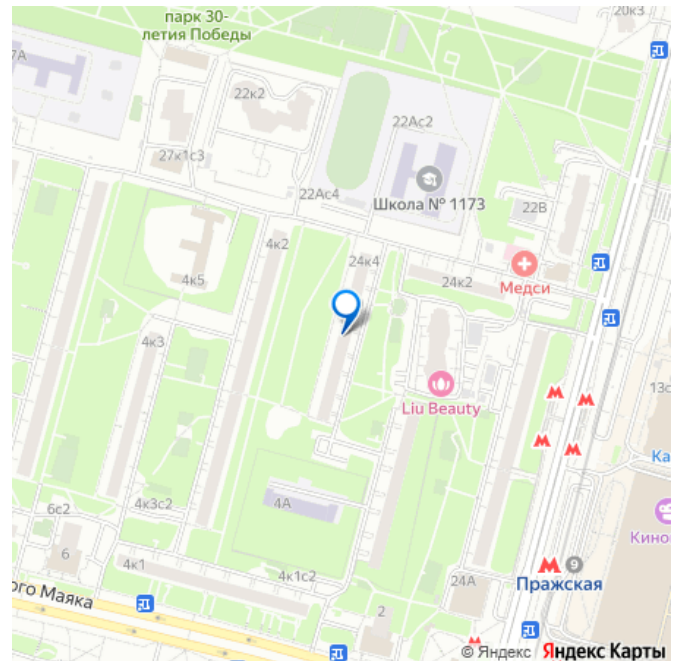 парк 30-
летия Победы
20к3
7А
22к2
22Ас2
27к1с3
22Ас4
Школа № 1173
22В
4к2
24к4
4к5
24к2
Медси
4к3
Liu Beauty
13с
Ка
4к3с2
4А
6с2
Кино
6
4к1
4к1с2
24А
9
Пражская
ого Маяка
2
© Яндекс Яндекс Карты